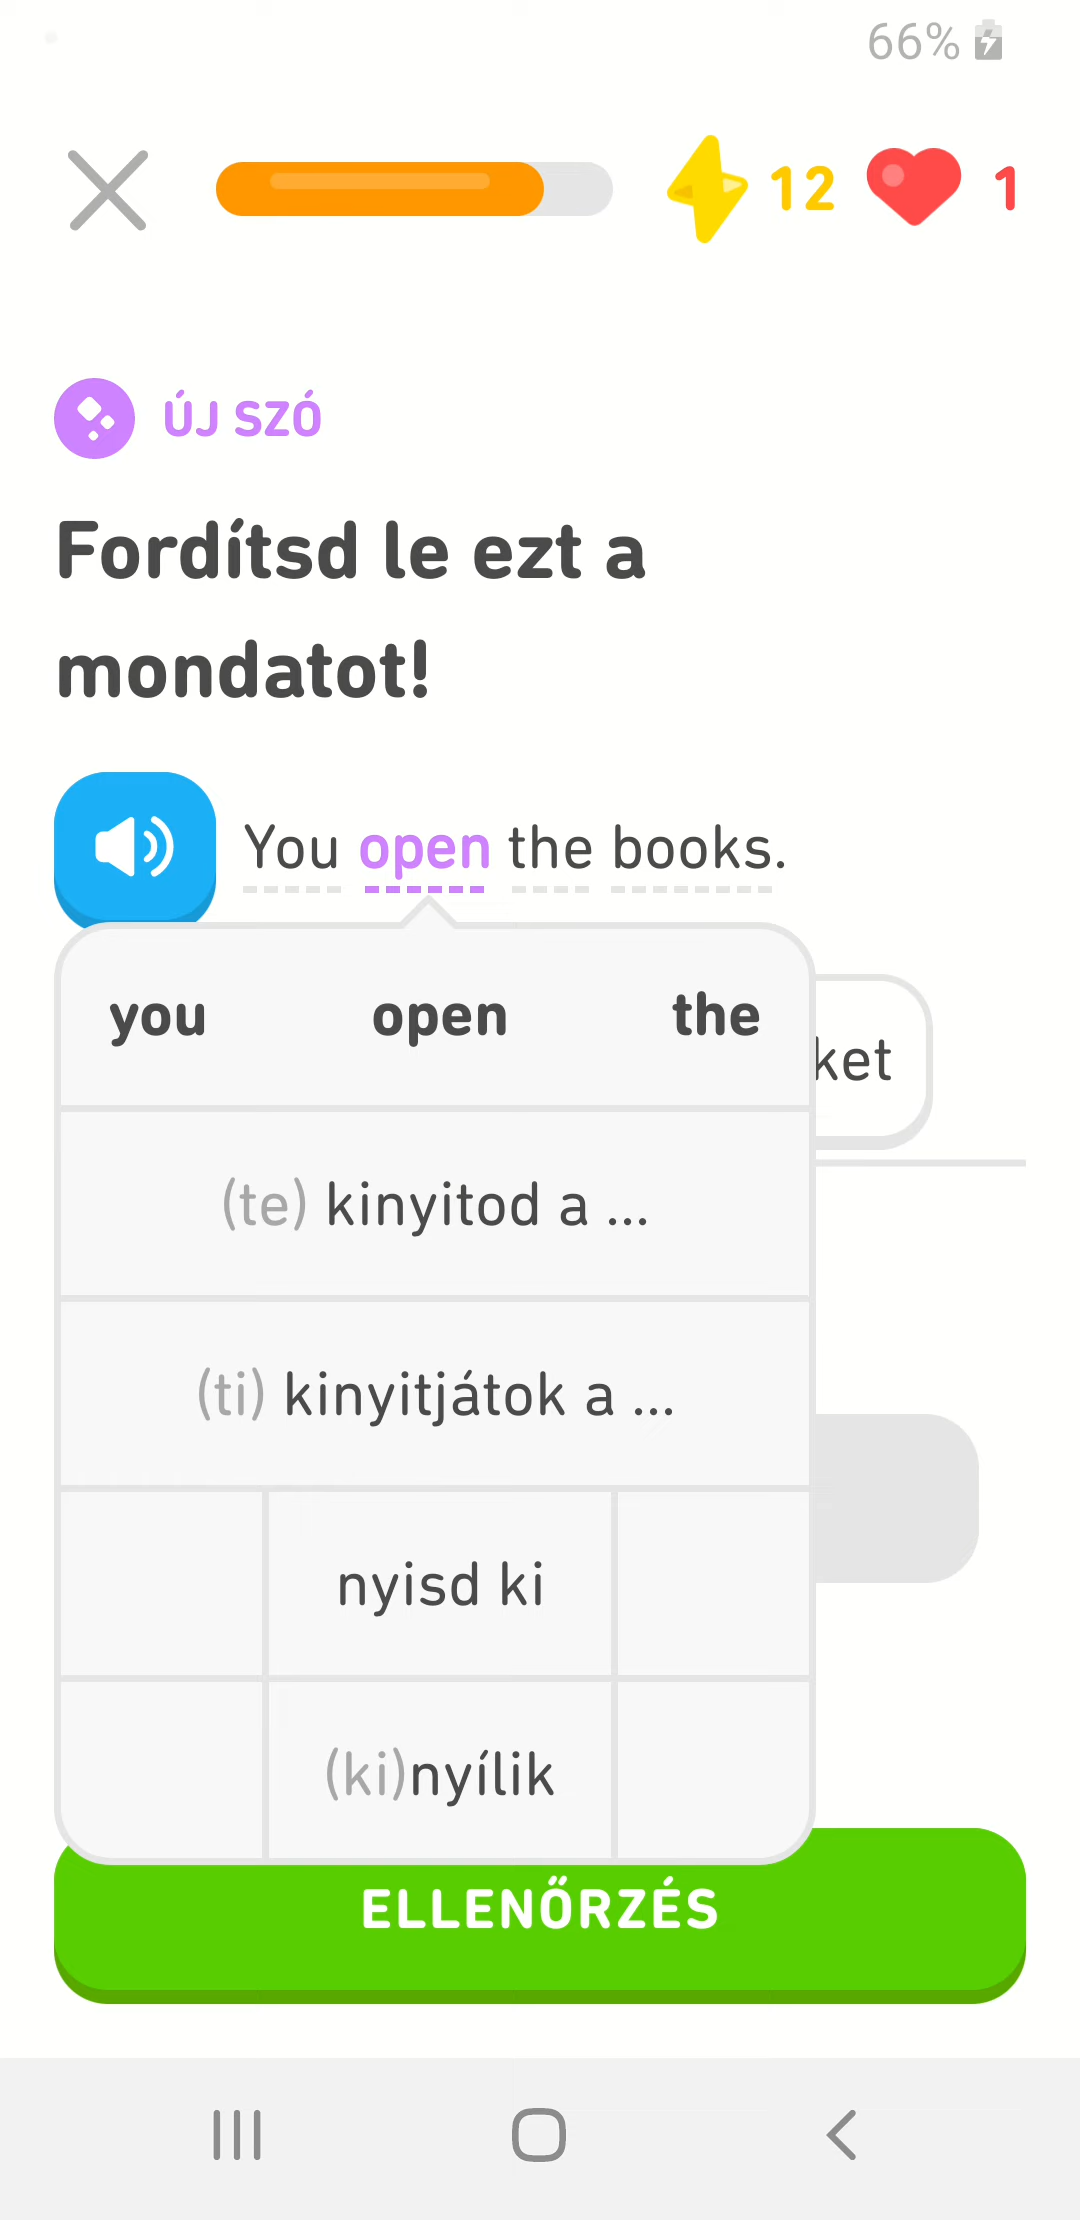 66%
12
1
ÚJ SZÓ
Fordítsd le ezt a
mondatot!
You open the books.
you open the
ket
(te) kinyitod a ...
(ti) kinyitjátok a ...
nyisd ki
(ki)nyílik
ELLENŐRZÉS